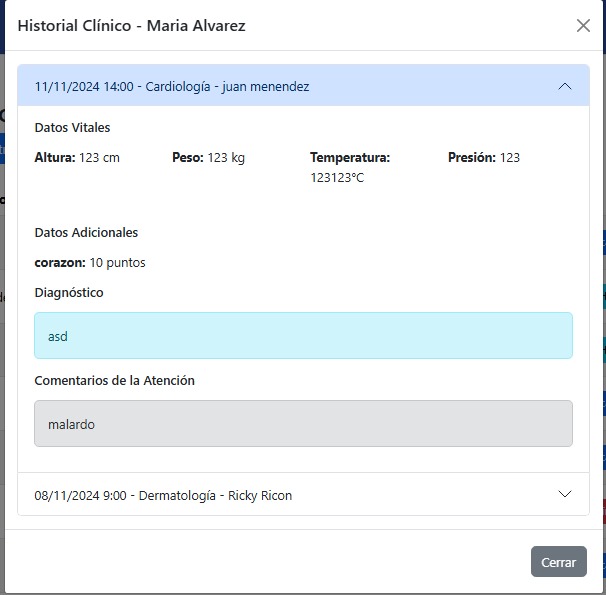 Historial Clínico - Maria Alvarez
11/11/2024 14:00 - Cardiología - juan menendez
Datos Vitales
Altura: 123 cm Peso: 123 kg Temperatura: Presión: 123
123123°C
Datos Adicionales
corazon: 10 puntos
Diagnóstico
asd
Comentarios de la Atención
malardo
08/11/2024 9:00 - Dermatología - Ricky Ricon
Cerrar